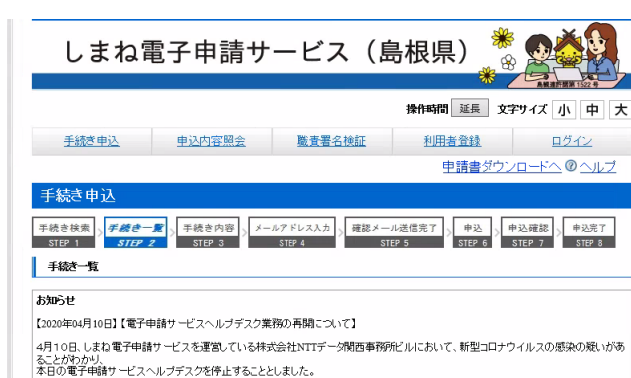 しまね電子申請サービス（島根県）
島観連許諾第1522号
操作時間 延長 文字サイズ 小 中 大
手続き申込 申込内容照会 職責署名検証 利用者登録 ログイン
申請書ダウンロードへ ? ヘルプ
手続き申込
手続き検索 手続き一覧 手続き内容 メールアドレス入力 確認メール送信完了 申込 申込確認 申込完了
STEP 1 STEP 2 STEP 3 STEP 4 STEP 5 STEP 6 STEP 7 STEP 8
手続き一覧
お知らせ
【2020年04月10日】【電子申請サービスヘルプデスク業務の再開について】
4月10日、しまね電子申請サービスを運営している株式会社NTTデータ関西事務所ビルにおいて、新型コロナウイルスの感染の疑いがあ
ることがわかり、
本日の電子申請サービスヘルプデスクを停止することとしました。